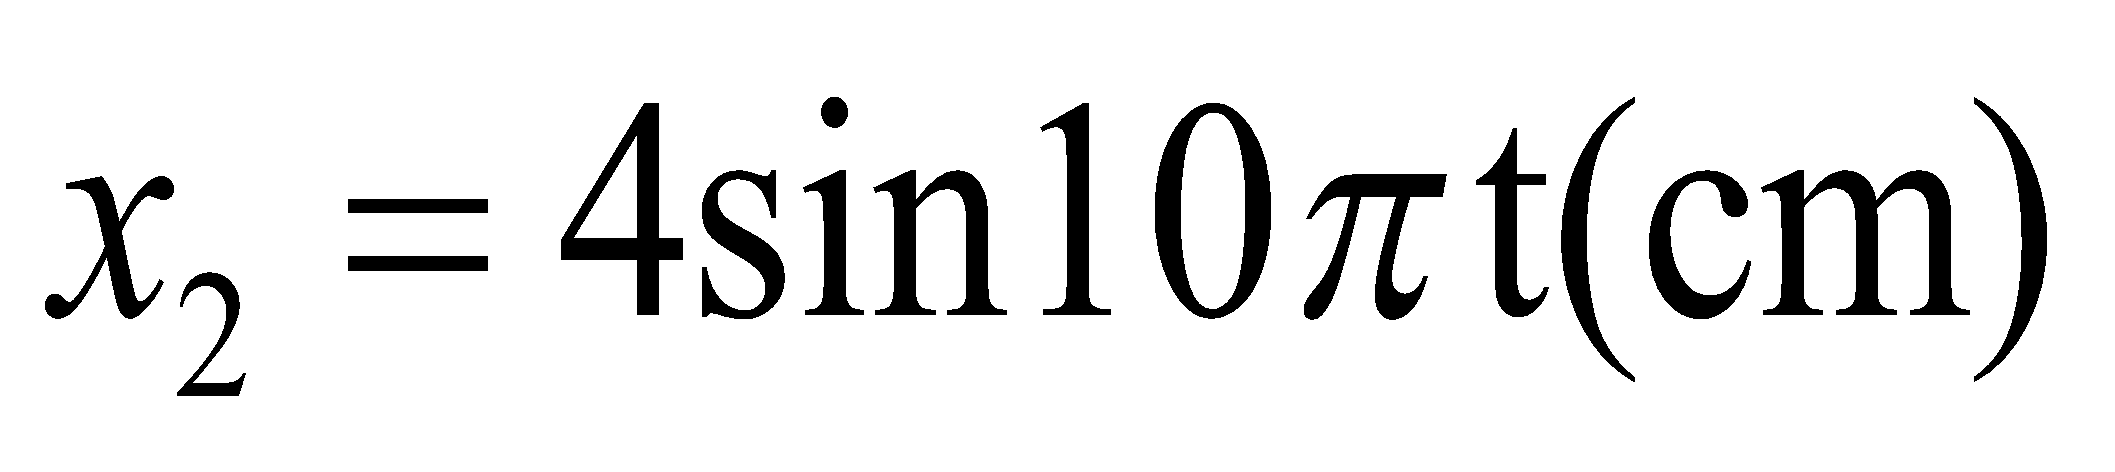 x₂ = 4sin10πt(cm)